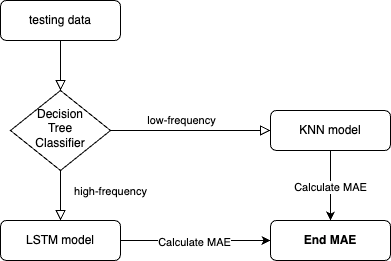 testing data
Decision
Tree
Classifier
low-frequency
KNN model
high-frequency
Calculate MAE
LSTM model
Calculate MAE
End MAE